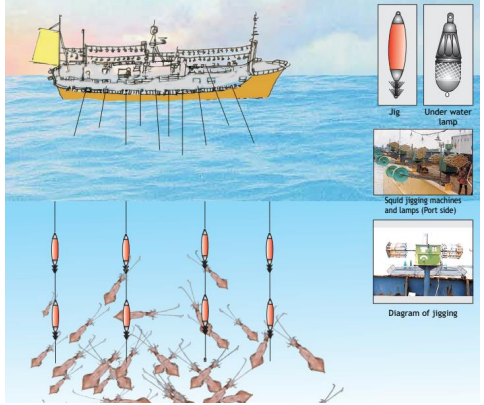 Jig
Under water
lamp
Squid jigging machines
and lamps (Port side)
Diagram of jigging